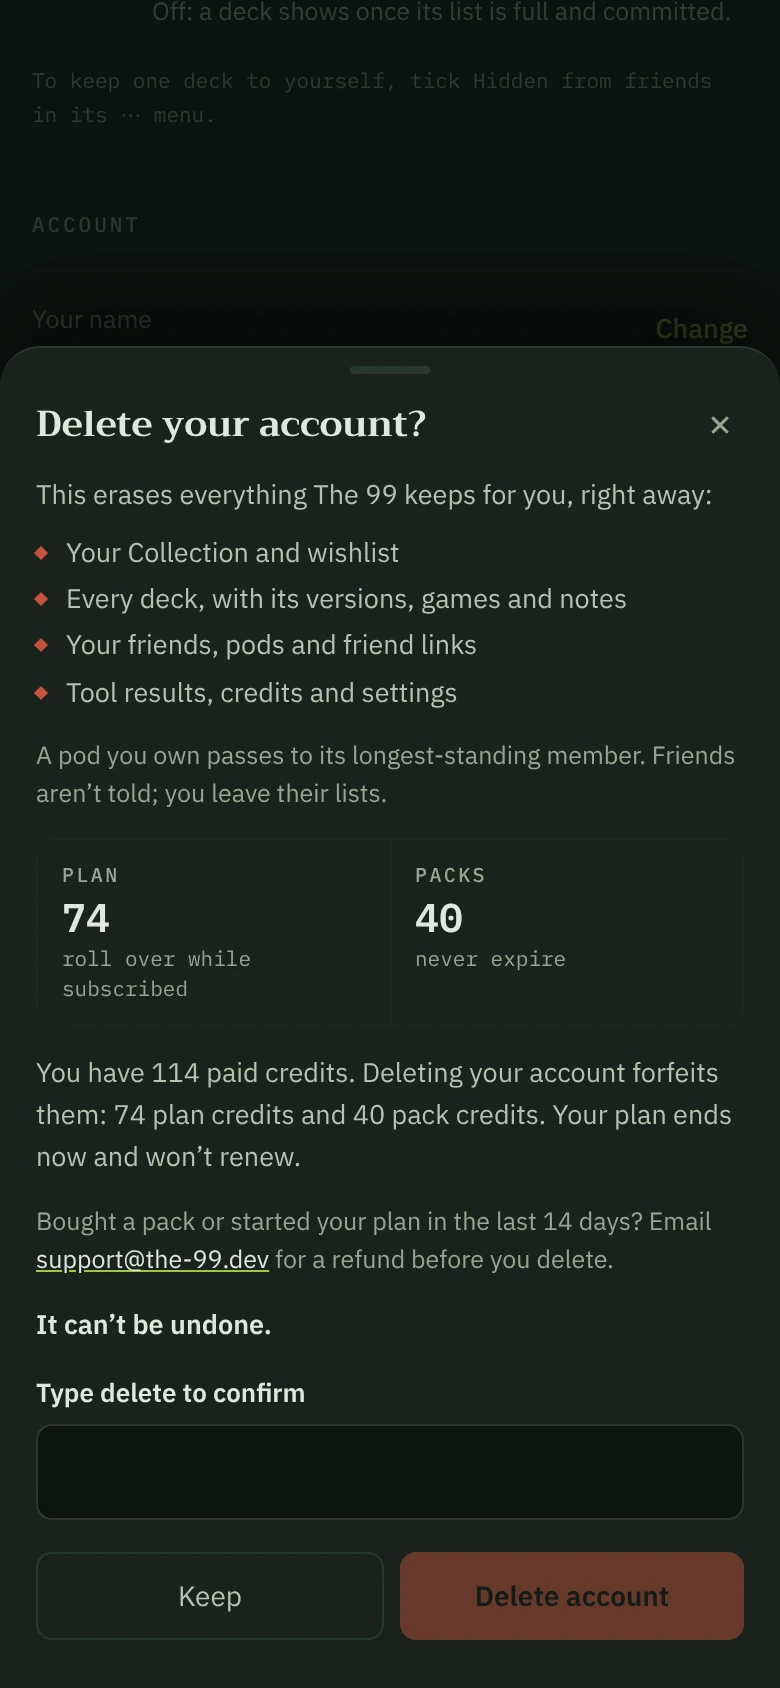 Off: a deck shows once its list is full and committed.
To keep one deck to yourself, tick Hidden from friends
in its ··· menu.
ACCOUNT
Your name
Change
Delete your account?
×
This erases everything The 99 keeps for you, right away:
Your Collection and wishlist
Every deck, with its versions, games and notes
Your friends, pods and friend links
Tool results, credits and settings
A pod you own passes to its longest-standing member. Friends
aren’t told; you leave their lists.
PLAN
74
roll over while
subscribed
PACKS
40
never expire
You have 114 paid credits. Deleting your account forfeits
them: 74 plan credits and 40 pack credits. Your plan ends
now and won’t renew.
Bought a pack or started your plan in the last 14 days? Email
support@the-99.dev for a refund before you delete.
It can’t be undone.
Type delete to confirm
Keep
Delete account